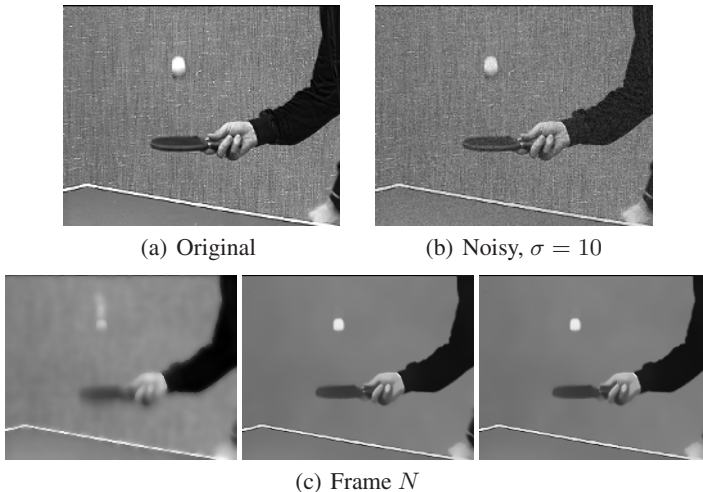 (a) Original
(b) Noisy, σ = 10
(c) Frame N